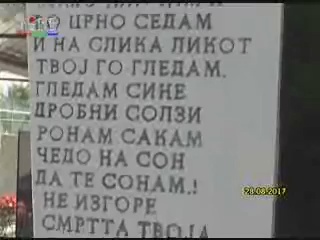 ЦРНО СЕДАМ
И НА СЛИКА ЛИКОТ
ТВОЈ ГО ГЛЕДАМ.
ГЛЕДАМ СИНЕ
ДРОБНИ СОЛЗИ
РОНАМ САКАМ
ЧЕДО НА СОН
ДА ТЕ СОНАМ.!
НЕ ИЗГОРЕ
СМРТТА ТВОЈА
28.08.2017